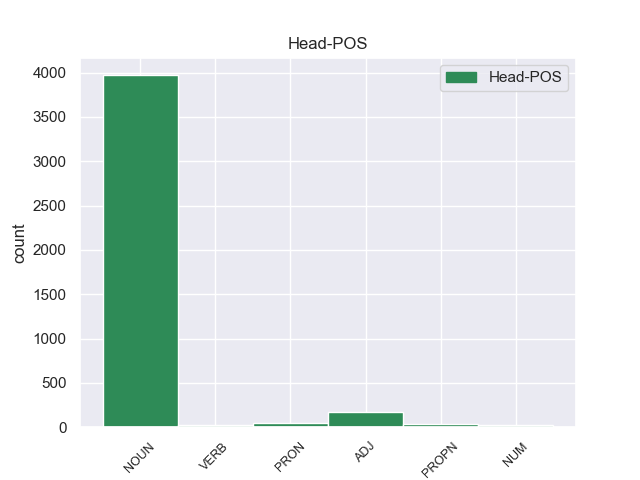 Head-POS
Head-POS
4000
3500
3000
2500
2000
1500
1000
500
0
count
NOUN
VERB
PRON
ADJ
PROPN
NUM